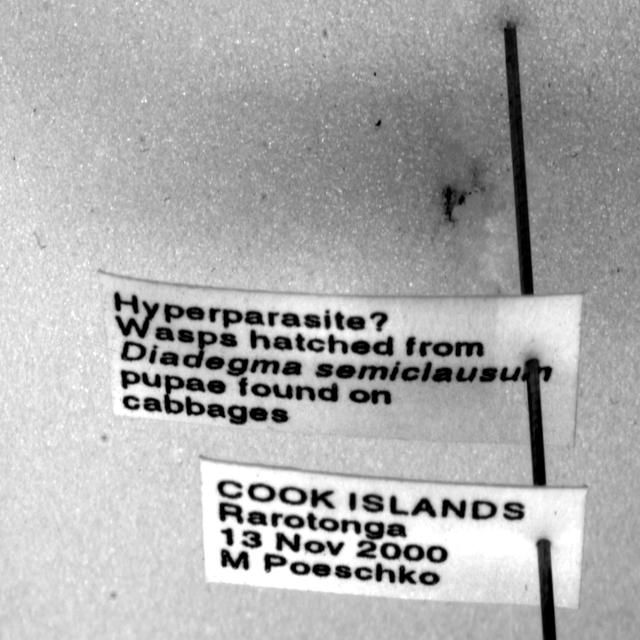 Hyperparasite?
Wasps hatched from
Diadegma semiclausum
pupae found on
cabbages
COOK ISLANDS
Rarotonga
13 Nov 2000
M Poeschko